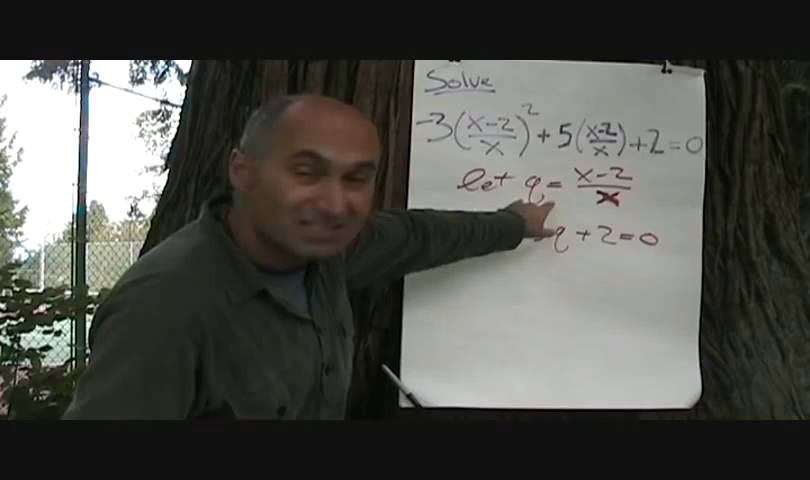 Solve
-3(x-2/x)² + 5(x-2/x) + 2 = 0
let q = x-2/x
q + 2 = 0